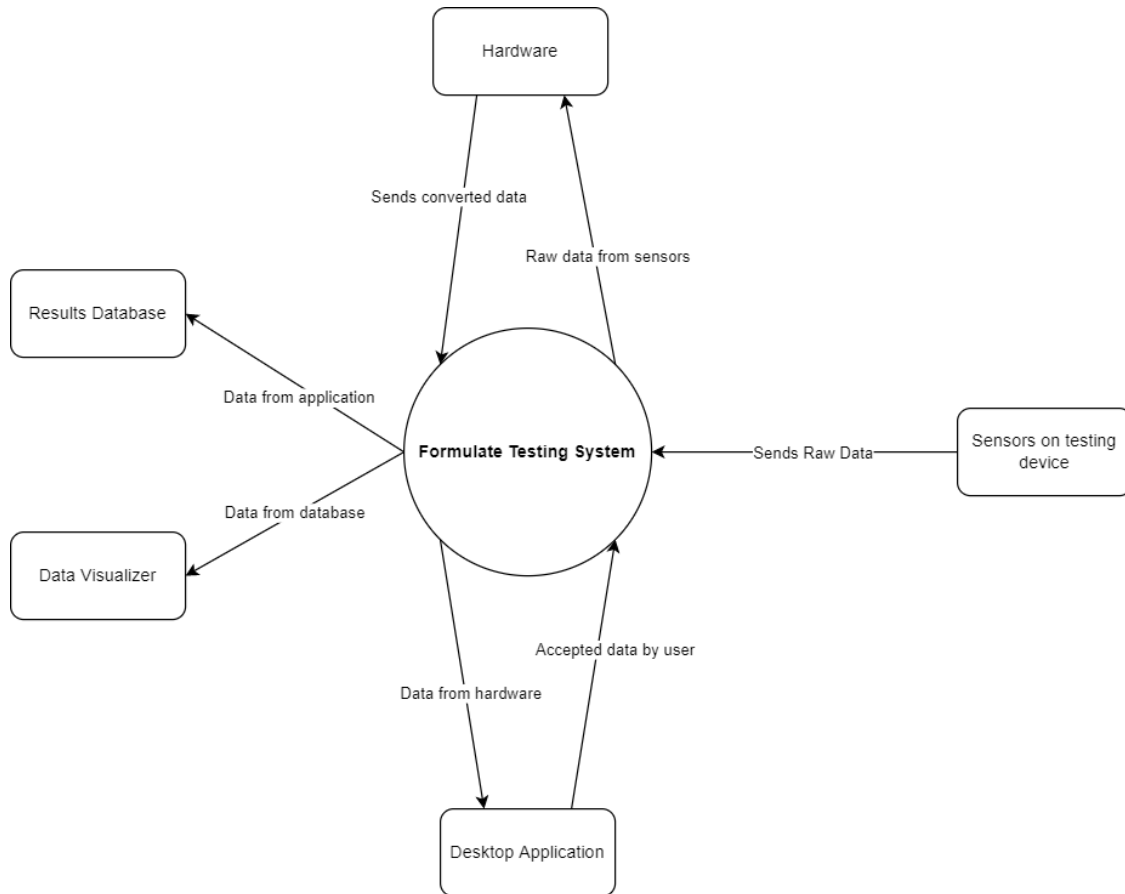 Hardware
Sends converted data
Raw data from sensors
Results Database
Data from application
Formulate Testing System
Sends Raw Data
Sensors on testing
device
Data from database
Data Visualizer
Accepted data by user
Data from hardware
Desktop Application